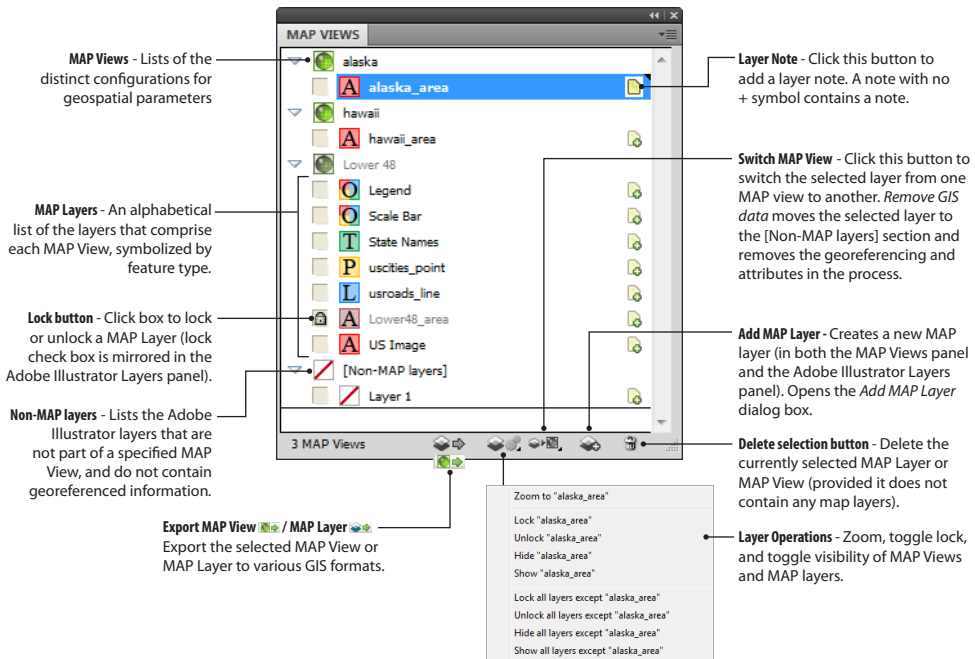 MAP VIEWS
alaska
A alaska_area
hawaii
A hawaii_area
Lower 48
O Legend
O Scale Bar
T State Names
P uscities_point
L usroads_line
A Lower48_area
A US Image
[Non-MAP layers]
Layer 1
3 MAP Views
MAP Views - Lists of the
distinct configurations for
geospatial parameters
MAP Layers - An alphabetical
list of the layers that comprise
each MAP View, symbolized by
feature type.
Lock button - Click box to lock
or unlock a MAP Layer (lock
check box is mirrored in the
Adobe Illustrator Layers panel).
Non-MAP layers - Lists the Adobe
Illustrator layers that are
not part of a specified MAP
View, and do not contain
georeferenced information.
Export MAP View / MAP Layer
Export the selected MAP View or
MAP Layer to various GIS formats.
Layer Note - Click this button to
add a layer note. A note with no
+ symbol contains a note.
Switch MAP View - Click this button to
switch the selected layer from one
MAP view to another. Remove GIS
data moves the selected layer to
the [Non-MAP layers] section and
removes the georeferencing and
attributes in the process.
Add MAP Layer - Creates a new MAP
layer (in both the MAP Views panel
and the Adobe Illustrator Layers
panel). Opens the Add MAP Layer
dialog box.
Delete selection button - Delete the
currently selected MAP Layer or
MAP View (provided it does not
contain any map layers).
Layer Operations - Zoom, toggle lock,
and toggle visibility of MAP Views
and MAP layers.
Zoom to "alaska_area"
Lock "alaska_area"
Unlock "alaska_area"
Hide "alaska_area"
Show "alaska_area"
Lock all layers except "alaska_area"
Unlock all layers except "alaska_area"
Hide all layers except "alaska_area"
Show all layers except "alaska_area"